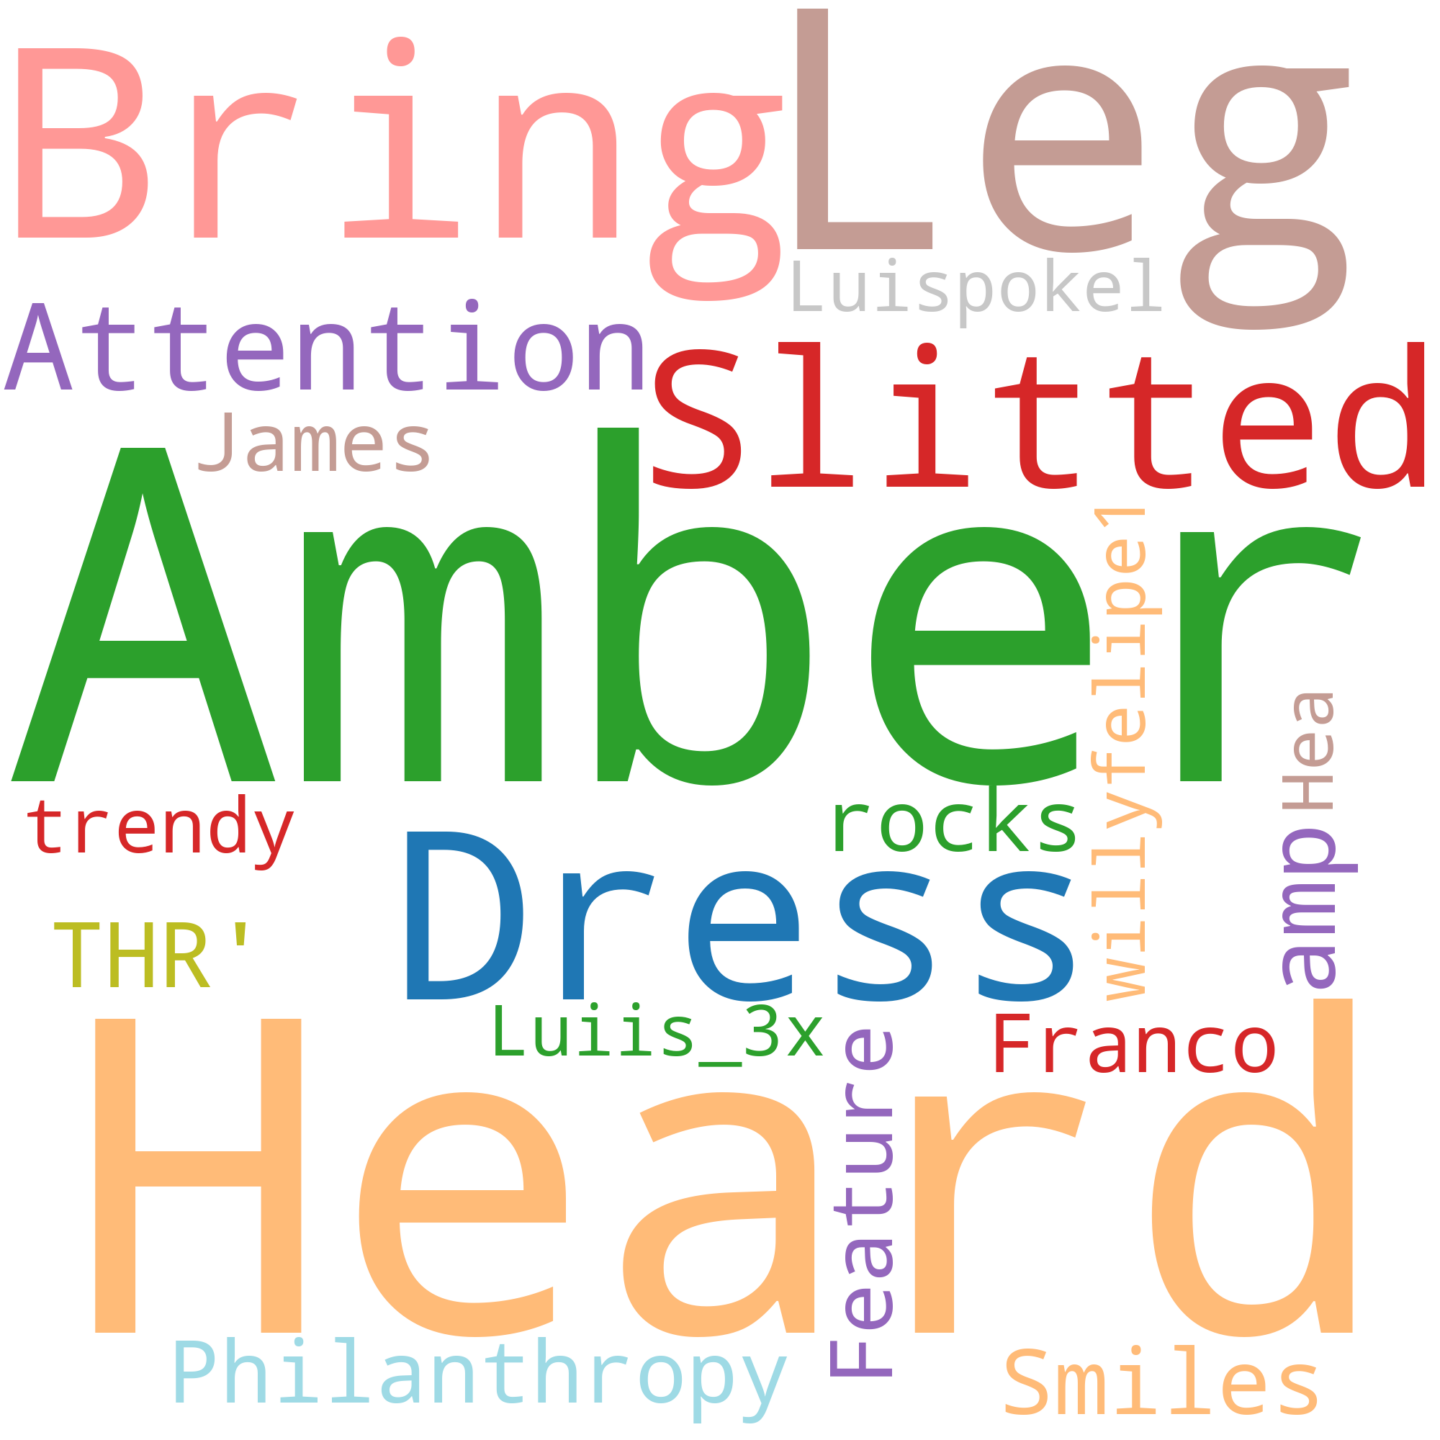 Bring
Leg
Luispokel
Attention
Slitted
James
Amber
willyfelipe1
Hea
trendy
rocks
Dress
amp
THR'
Luiis_3x
Franco
Feature
Heard
Philanthropy
Smiles